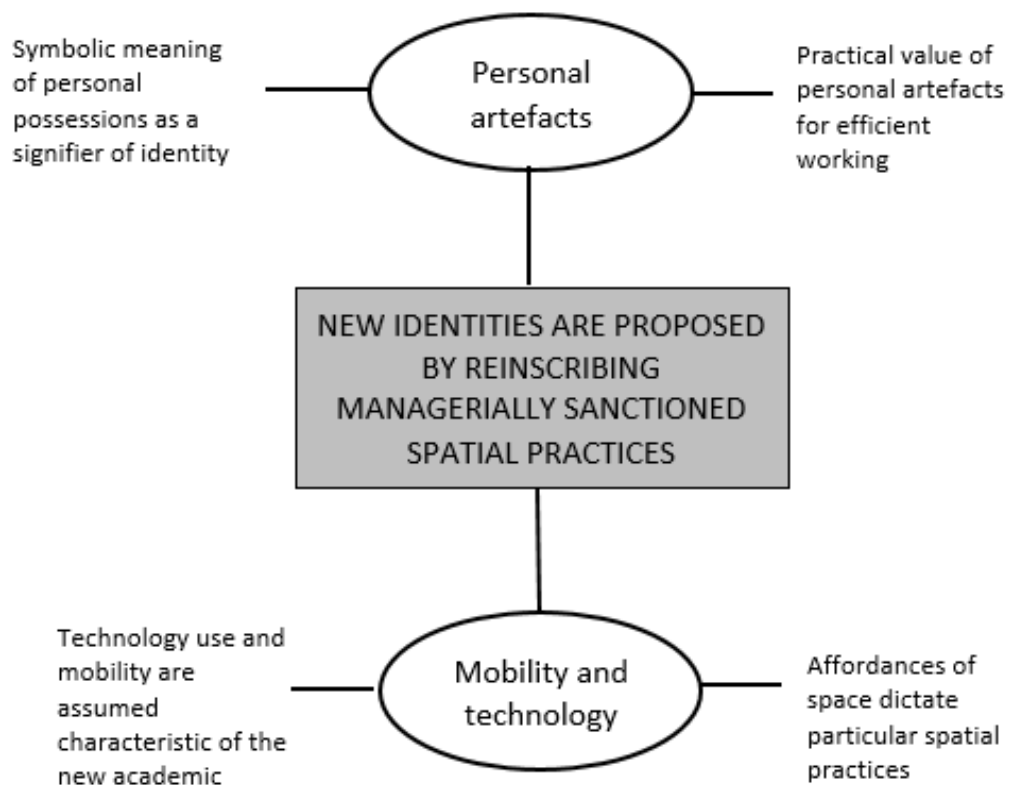 Symbolic meaning
of personal
possessions as a
signifier of identity
Personal
artefacts
Practical value of
personal artefacts
for efficient
working
NEW IDENTITIES ARE PROPOSED
BY REINSCRIBING
MANAGERIALLY SANCTIONED
SPATIAL PRACTICES
Technology use and
mobility are
assumed
characteristic of the
new academic
Mobility and
technology
Affordances of
space dictate
particular spatial
practices